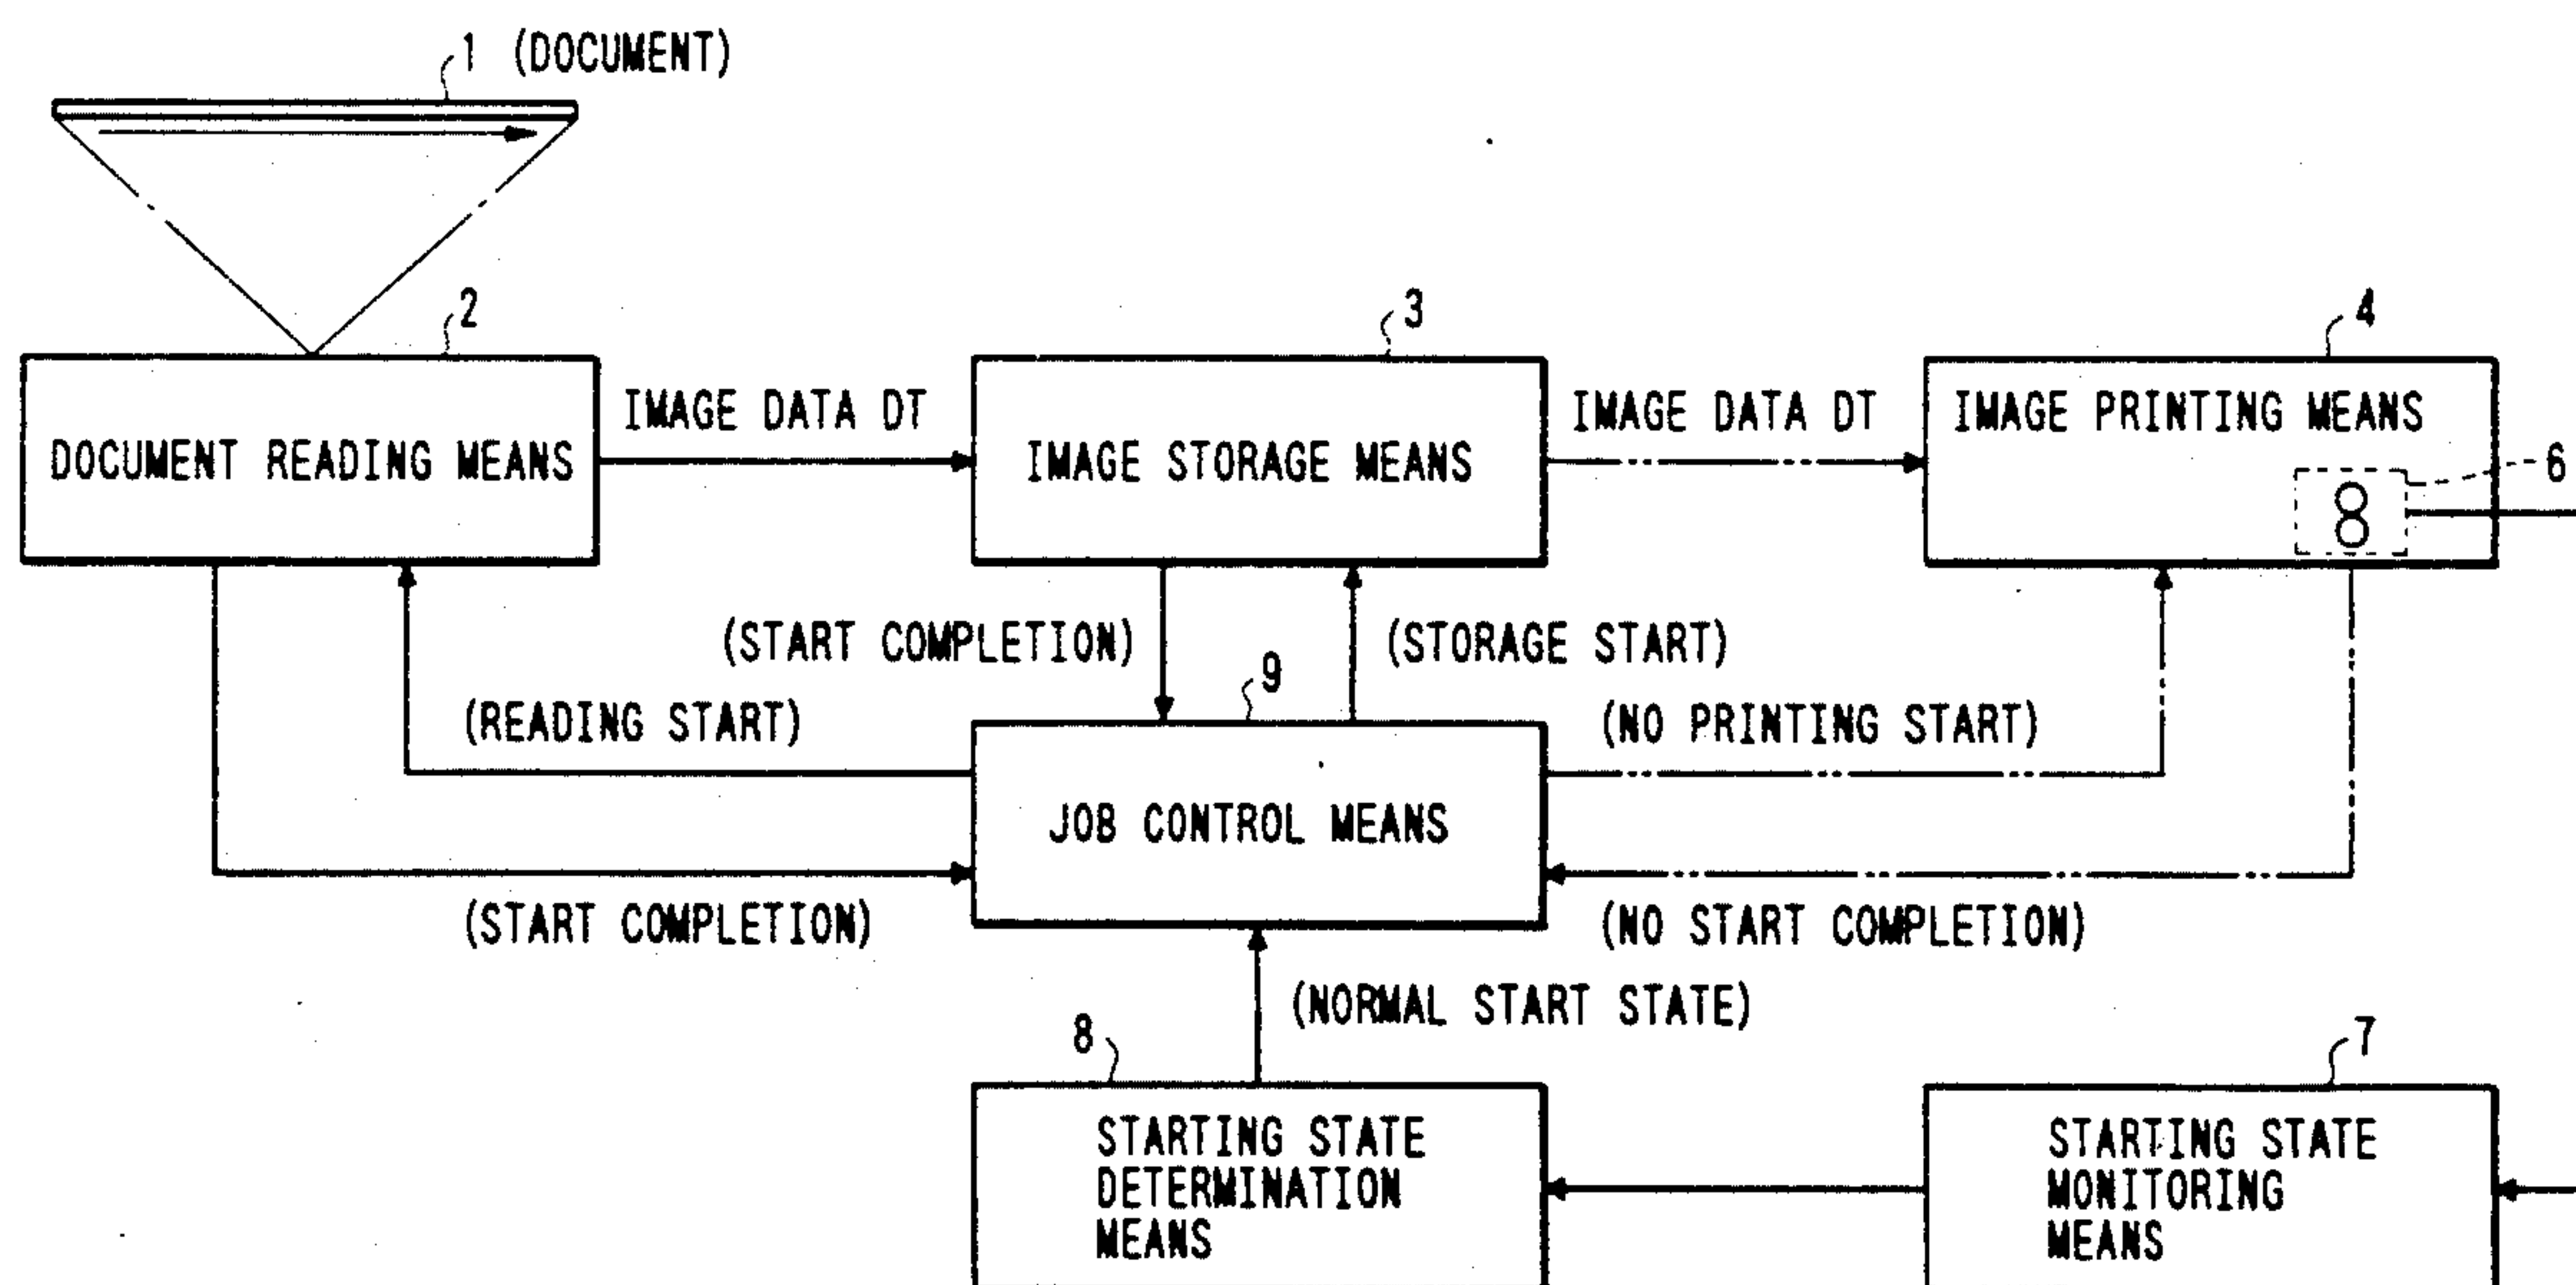 1 (DOCUMENT)
2
3
4
DOCUMENT READING MEANS
IMAGE DATA DT
IMAGE STORAGE MEANS
IMAGE DATA DT
IMAGE PRINTING MEANS
6
(START COMPLETION)
(STORAGE START)
9
(READING START)
(NO PRINTING START)
JOB CONTROL MEANS
(START COMPLETION)
(NO START COMPLETION)
(NORMAL START STATE)
8
7
STARTING STATE
DETERMINATION
MEANS
STARTING STATE
MONITORING
MEANS